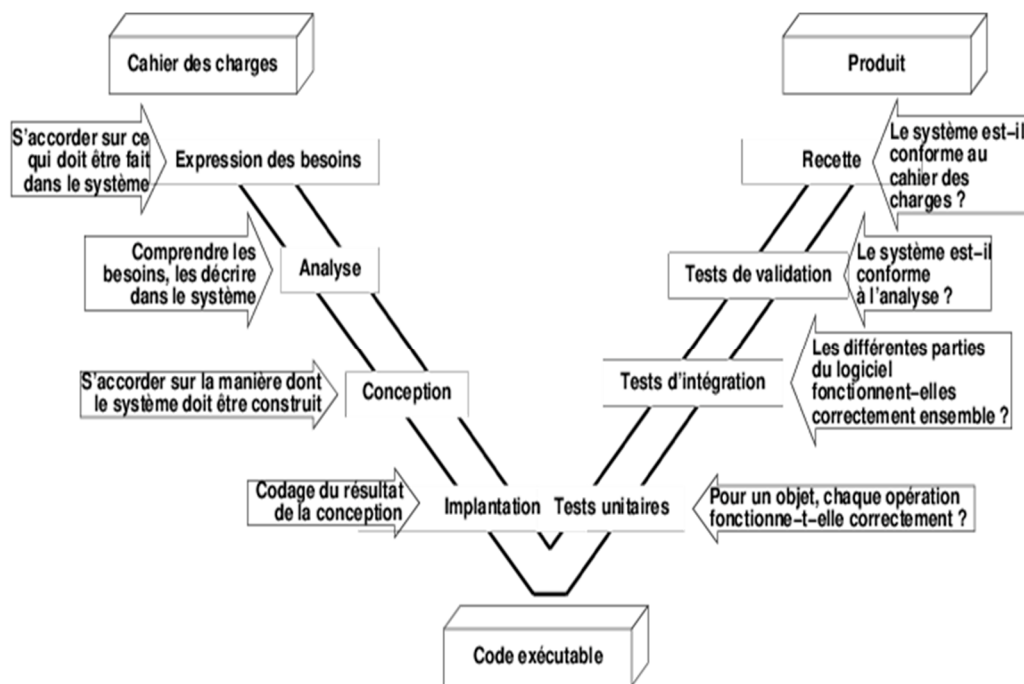 Cahier des charges
Produit
S'accorder sur ce
qui doit être fait
dans le système
Expression des besoins
Recette
Le système est-il
conforme au
cahier des
charges ?
Comprendre les
besoins, les décrire
dans le système
Analyse
Tests de validation
Le système est-il
conforme
à l'analyse ?
S'accorder sur la manière dont
le système doit être construit
Conception
Tests d'intégration
Les différentes parties
du logiciel
fonctionnent-elles
correctement ensemble ?
Codage du résultat
de la conception
Implantation
Tests unitaires
Pour un objet, chaque opération
fonctionne-t-elle correctement ?
Code exécutable